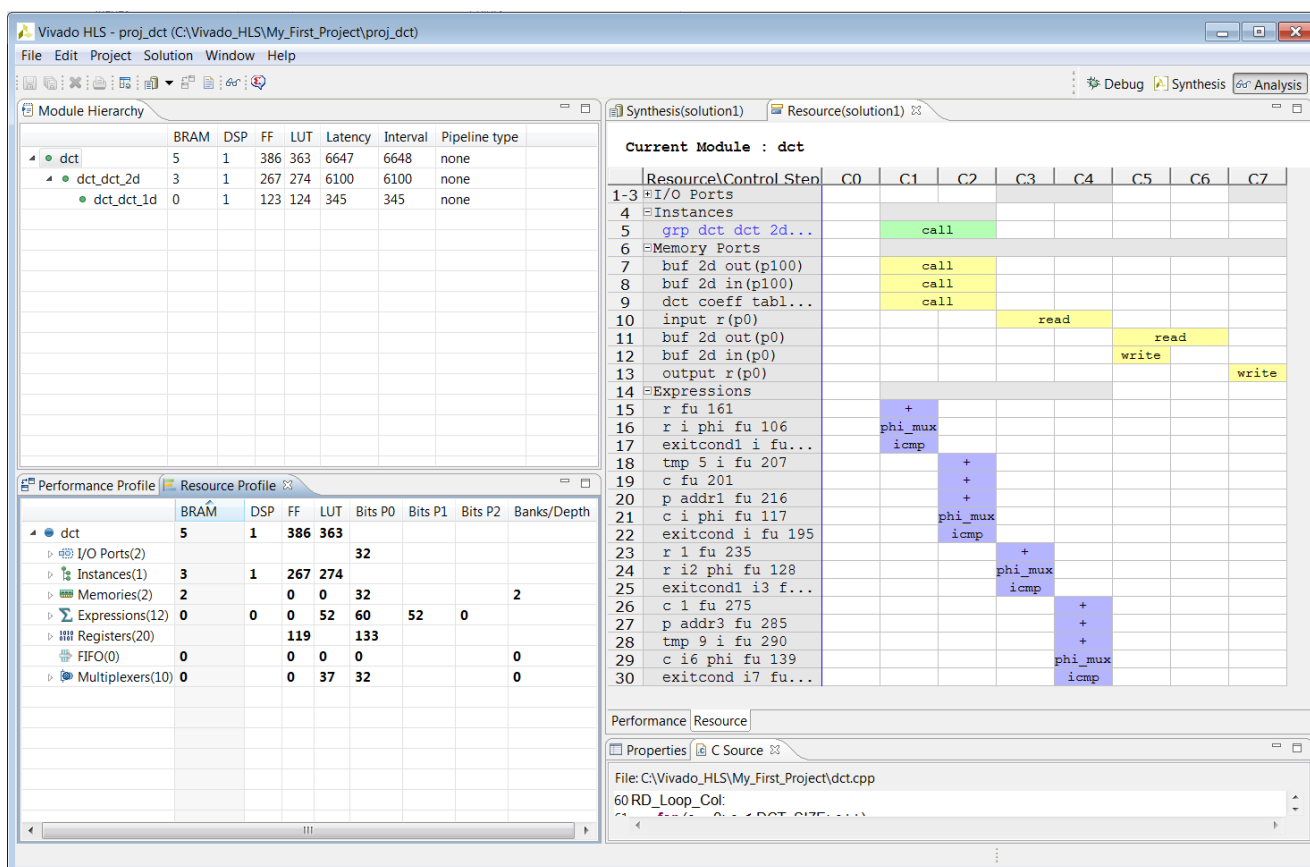 Vivado HLS - proj_dct (C:\Vivado_HLS\My_First_Project\proj_dct)
File Edit Project Solution Window Help
Debug Synthesis Analysis
Module Hierarchy
BRAM DSP FF LUT Latency Interval Pipeline type
dct 5 1 386 363 6647 6648 none
dct_dct_2d 3 1 267 274 6100 6100 none
dct_dct_1d 0 1 123 124 345 345 none
Performance Profile Resource Profile
BRAM DSP FF LUT Bits P0 Bits P1 Bits P2 Banks/Depth
dct 5 1 386 363
I/O Ports(2) 32
Instances(1) 3 1 267 274
Memories(2) 2 0 0 32 2
Expressions(12) 0 0 0 52 60 52 0
Registers(20) 119 133
FIFO(0) 0 0 0 0 0
Multiplexers(10) 0 0 37 32 0
Synthesis(solution1) Resource(solution1)
Current Module : dct
Resource\Control Step C0 C1 C2 C3 C4 C5 C6 C7
1-3 I/O Ports
4 Instances
5 grp dct dct 2d... call
6 Memory Ports
7 buf 2d out(p100) call
8 buf 2d in(p100) call
9 dct coeff tabl... call
10 input r(p0) read
11 buf 2d out(p0) read
12 buf 2d in(p0) write
13 output r(p0) write
14 Expressions
15 r fu 161 +
16 r i phi fu 106 phi_mux
17 exitcond1 i fu... icmp
18 tmp 5 i fu 207 +
19 c fu 201 +
20 p addr1 fu 216 +
21 c i phi fu 117 phi_mux
22 exitcond i fu 195 icmp
23 r 1 fu 235 +
24 r i2 phi fu 128 phi_mux
25 exitcond1 i3 f... icmp
26 c 1 fu 275 +
27 p addr3 fu 285 +
28 tmp 9 i fu 290 +
29 c i6 phi fu 139 phi_mux
30 exitcond i7 fu... icmp
Performance Resource
Properties C Source
File: C:\Vivado_HLS\My_First_Project\dct.cpp
60 RD_Loop_Col: